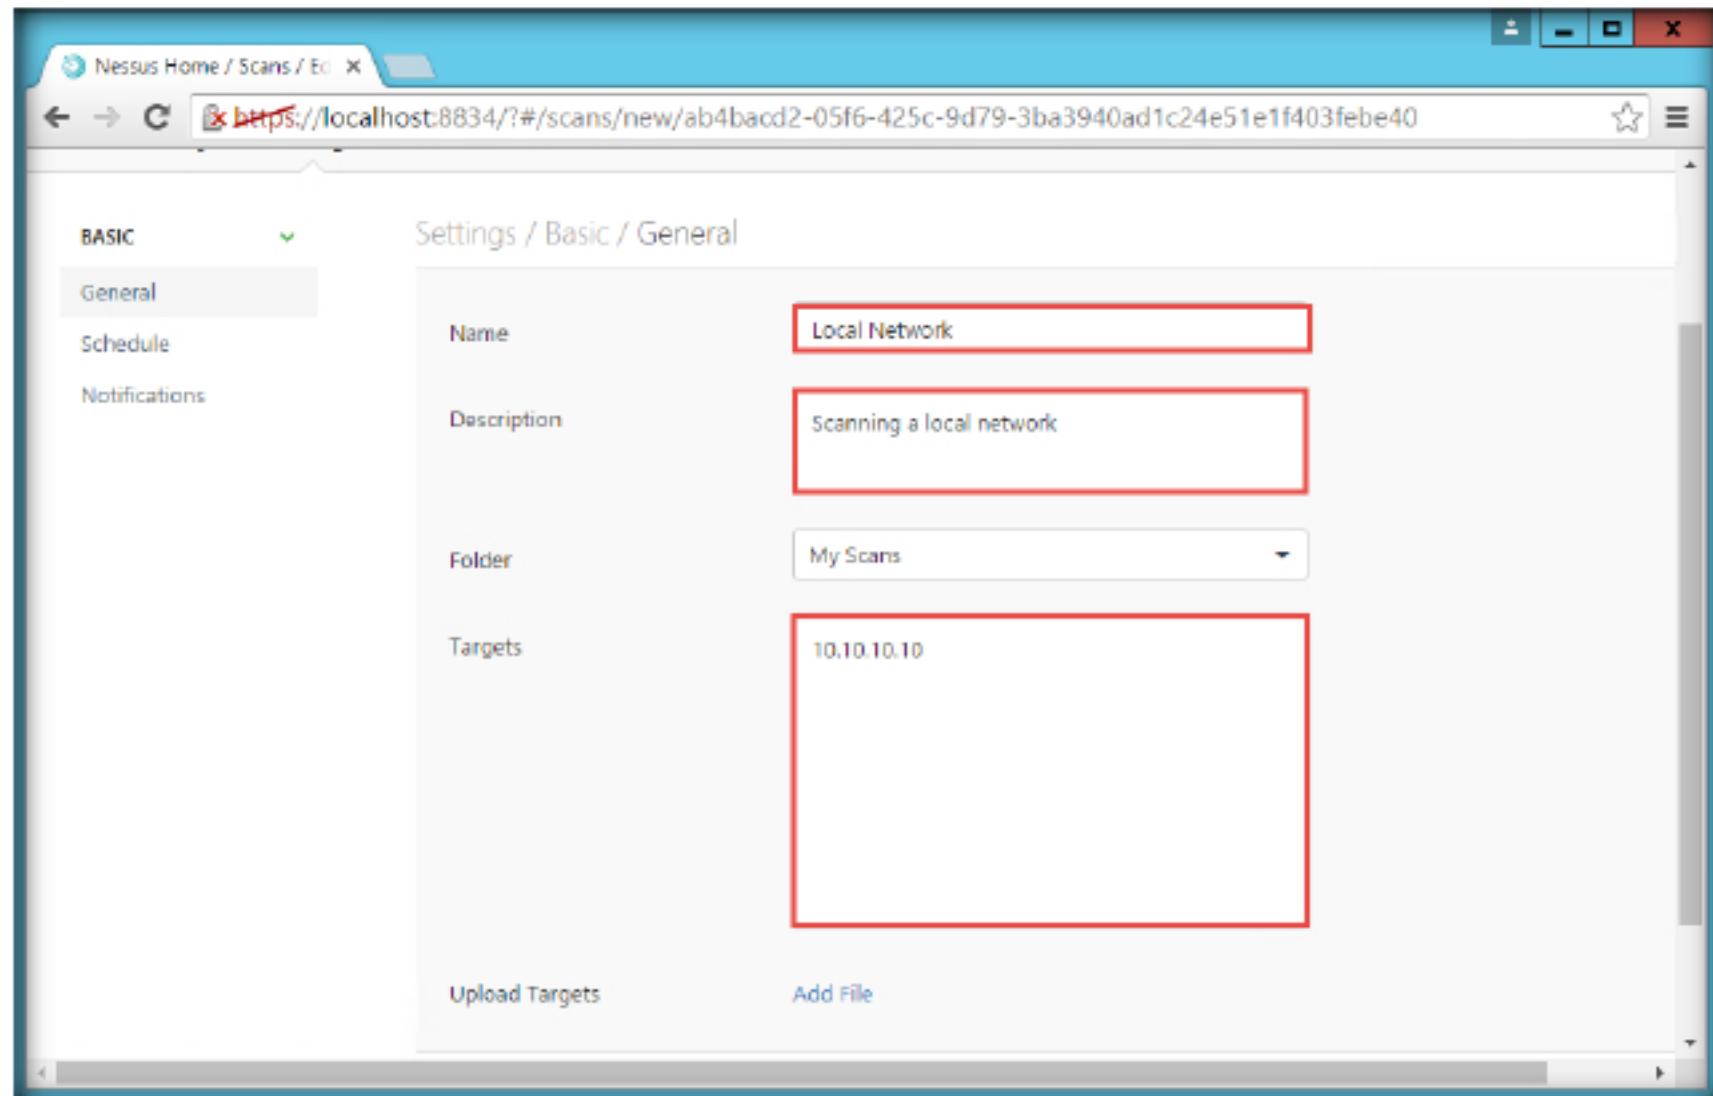 Nessus Home / Scans / Ed
https://localhost:8834/?#/scans/new/ab4bacd2-05f6-425c-9d79-3ba3940ad1c24e51e1f403febe40
BASIC
Settings / Basic / General
General
Name
Local Network
Schedule
Notifications
Description
Scanning a local network
Folder
My Scans
Targets
10.10.10.10
Upload Targets
Add File